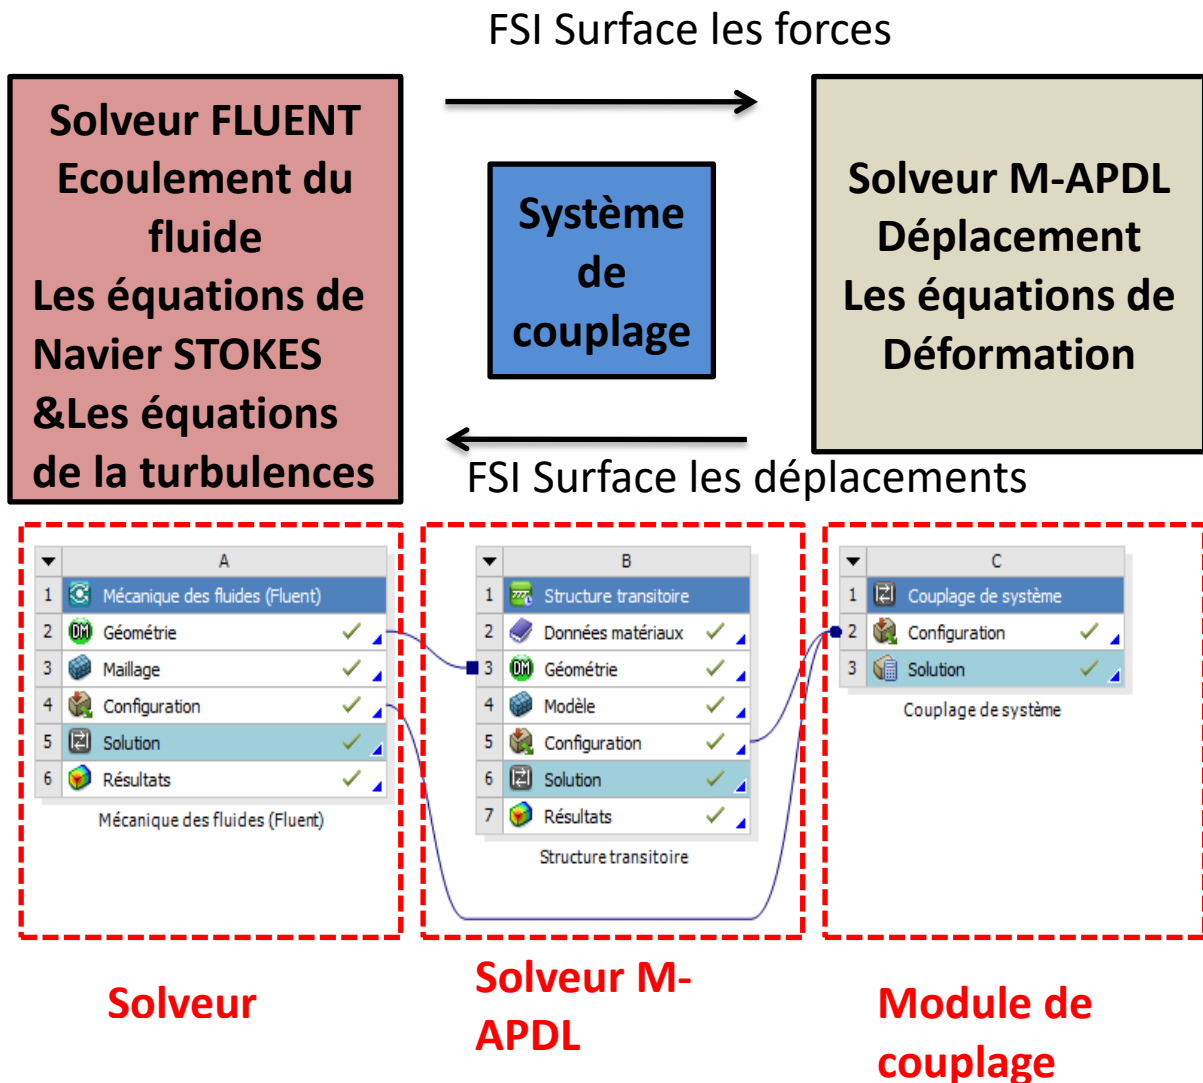 FSI Surface les forces
Solveur FLUENT
Ecoulement du
fluide
Les équations de
Navier STOKES
&Les équations
de la turbulences
Système
de
couplage
Solveur M-APDL
Déplacement
Les équations de
Déformation
FSI Surface les déplacements
A
1 Mécanique des fluides (Fluent)
2 Géométrie
3 Maillage
4 Configuration
5 Solution
6 Résultats
Mécanique des fluides (Fluent)
B
1 Structure transitoire
2 Données matériaux
3 Géométrie
4 Modèle
5 Configuration
6 Solution
7 Résultats
Structure transitoire
C
1 Couplage de système
2 Configuration
3 Solution
Couplage de système
Solveur
Solveur M-
APDL
Module de
couplage